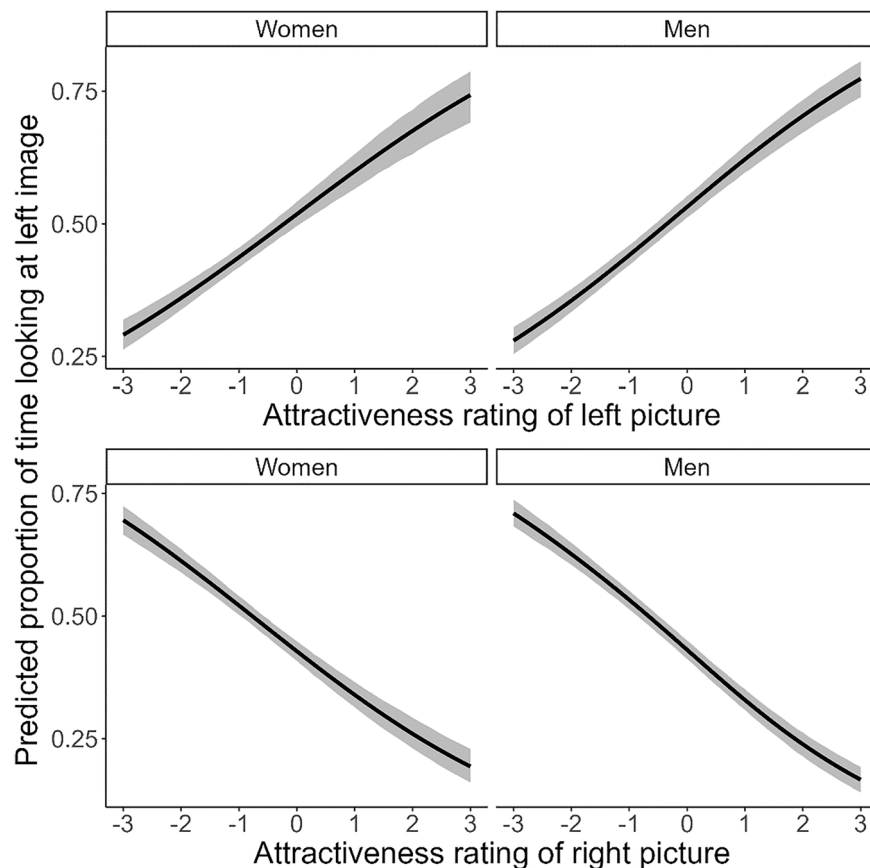 Predicted proportion of time looking at left image
Women Men
0.75
0.50
0.25
-3 -2 -1 0 1 2 3 -3 -2 -1 0 1 2 3
Attractiveness rating of left picture
Women Men
0.75
0.50
0.25
-3 -2 -1 0 1 2 3 -3 -2 -1 0 1 2 3
Attractiveness rating of right picture